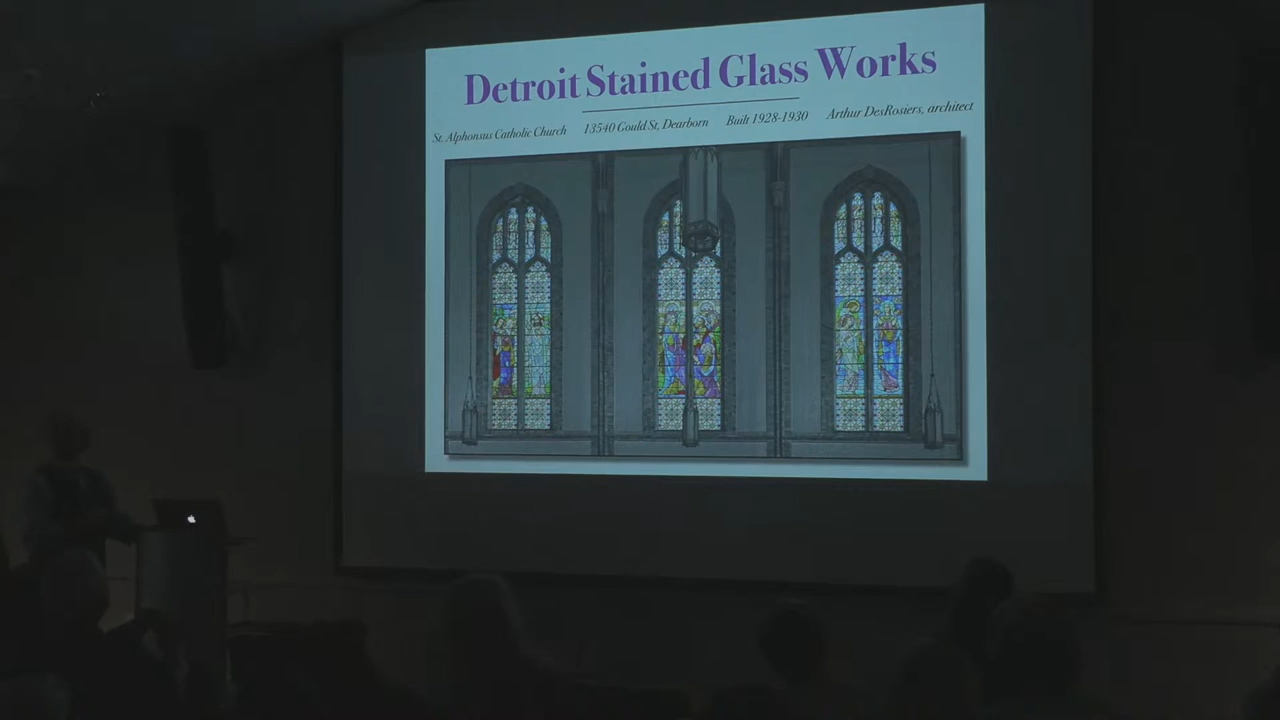 Detroit Stained Glass Works
St. Alphonsus Catholic Church 13540 Gould St, Dearborn Built 1928-1930 Arthur DesRosiers, architect